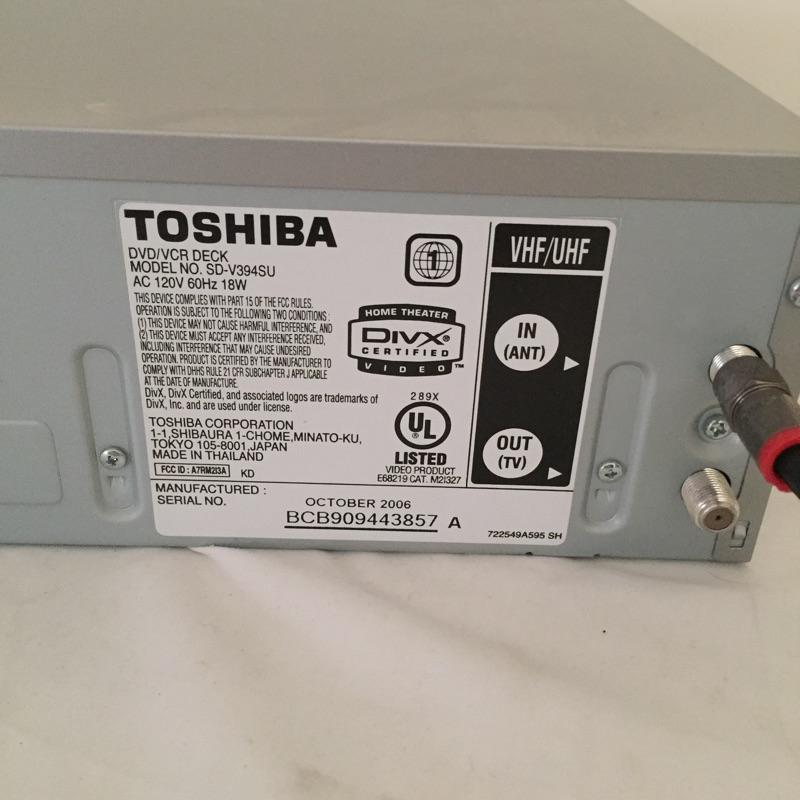 TOSHIBA
DVD/VCR DECK
MODEL NO. SD-V394SU
AC 120V 60Hz 18W
THIS DEVICE COMPLIES WITH PART 15 OF THE FCC RULES.
OPERATION IS SUBJECT TO THE FOLLOWING TWO CONDITIONS :
(1) THIS DEVICE MAY NOT CAUSE HARMFUL INTERFERENCE, AND
(2) THIS DEVICE MUST ACCEPT ANY INTERFERENCE RECEIVED,
INCLUDING INTERFERENCE THAT MAY CAUSE UNDESIRED
OPERATION. PRODUCT IS CERTIFIED BY THE MANUFACTURER TO
COMPLY WITH DHHS RULE 21 CFR SUBCHAPTER J APPLICABLE
AT THE DATE OF MANUFACTURE.
DivX, DivX Certified, and associated logos are trademarks of
DivX, Inc. and are used under license.
TOSHIBA CORPORATION
1-1,SHIBAURA 1-CHOME,MINATO-KU,
TOKYO 105-8001,JAPAN
MADE IN THAILAND
FCC ID : A7RM2I3A KD
1
HOME THEATER
DIVX®
CERTIFIED
VIDEO™
289X
UL
LISTED
VIDEO PRODUCT
E68219 CAT. M21327
VHF/UHF
IN
(ANT)
OUT
(TV)
MANUFACTURED : OCTOBER 2006
SERIAL NO. BCB909443857 A
722549A595 SH